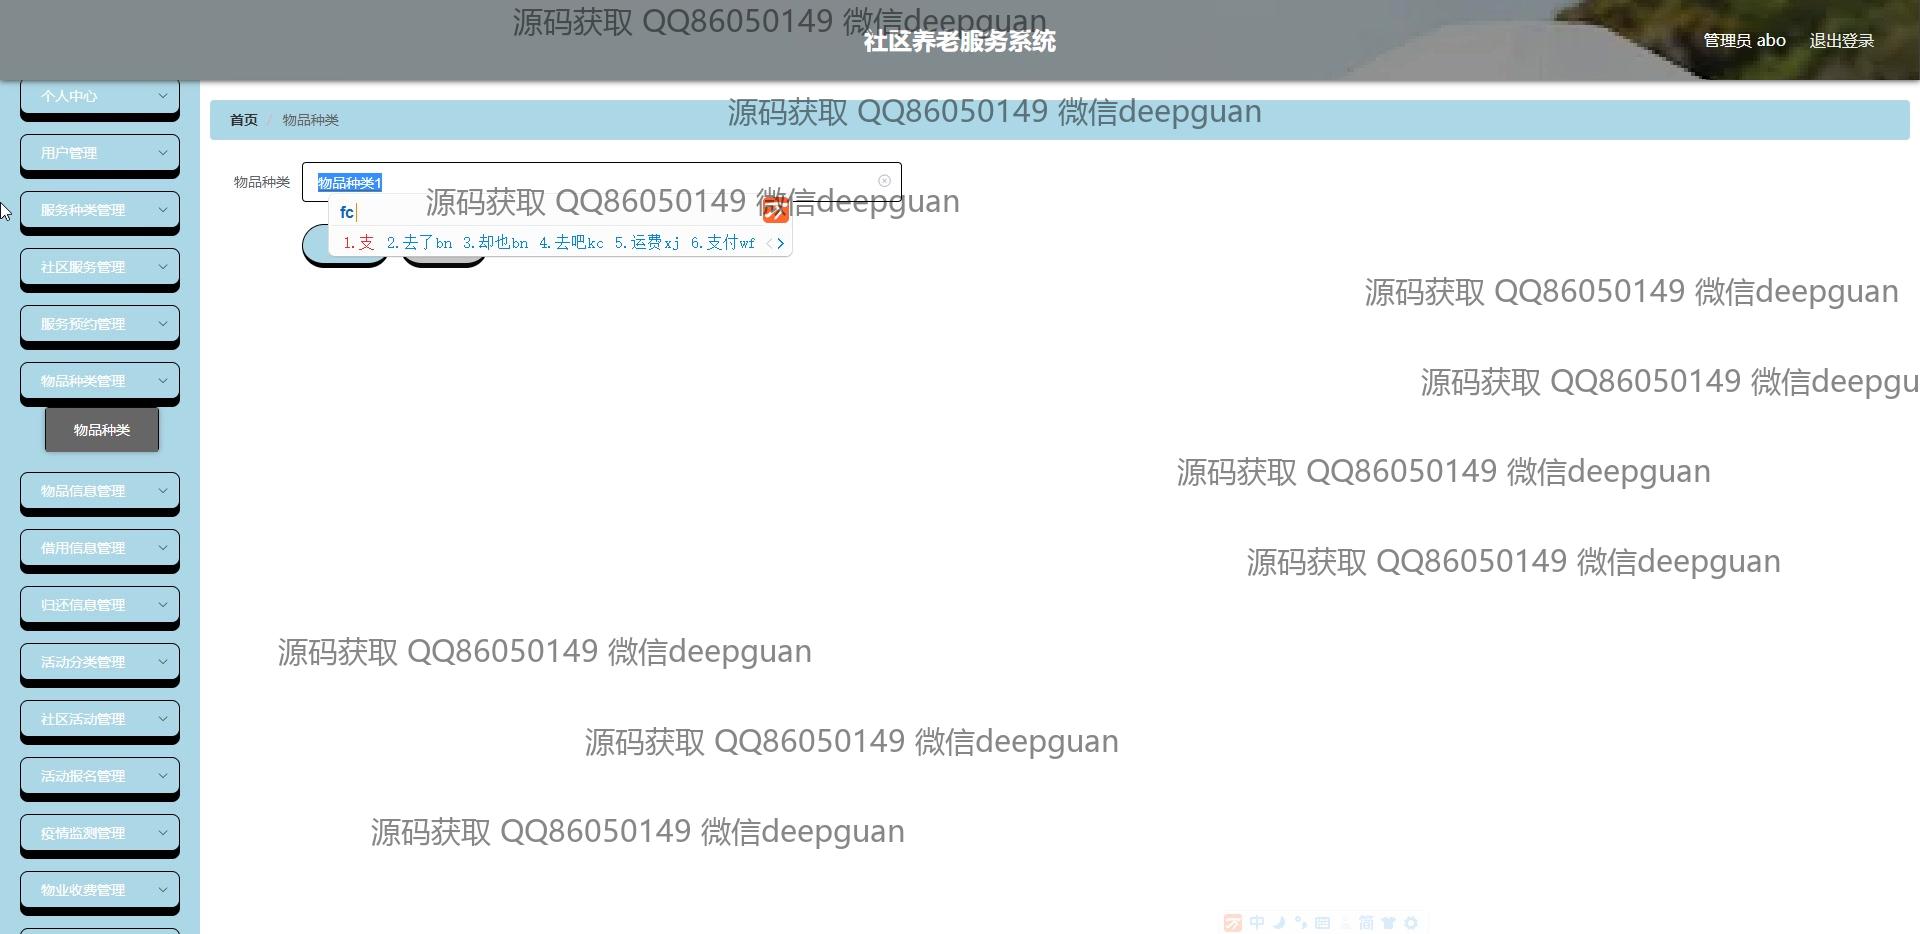 源码获取 QQ86050149 微信deepguan
社区养老服务系统
管理员 abo
退出登录
个人中心
首页 / 物品种类
源码获取 QQ86050149 微信deepguan
用户管理
物品种类
物品种类1
源码获取 QQ86050149 微信deepguan
服务种类管理
fc
1.支 2.去了bn 3.却也bn 4.去吧kc 5.运费xj 6.支付wf
社区服务管理
源码获取 QQ86050149 微信deepguan
服务预约管理
物品种类管理
源码获取 QQ86050149 微信deepgu
物品种类
源码获取 QQ86050149 微信deepguan
物品信息管理
借用信息管理
源码获取 QQ86050149 微信deepguan
归还信息管理
源码获取 QQ86050149 微信deepguan
活动分类管理
社区活动管理
源码获取 QQ86050149 微信deepguan
活动报名管理
疫情监测管理
源码获取 QQ86050149 微信deepguan
物业收费管理
中 简